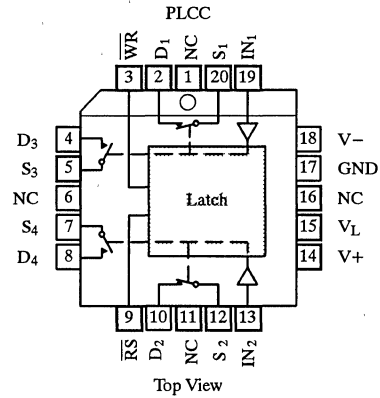 PLCC
W̅R̅ D1 NC S1 IN1
3 2 1 20 19
D3 4 18 V−
S3 5 17 GND
NC 6 Latch 16 NC
S4 7 15 VL
D4 8 14 V+
9 10 11 12 13
R̅S̅ D2 NC S2 IN2
Top View